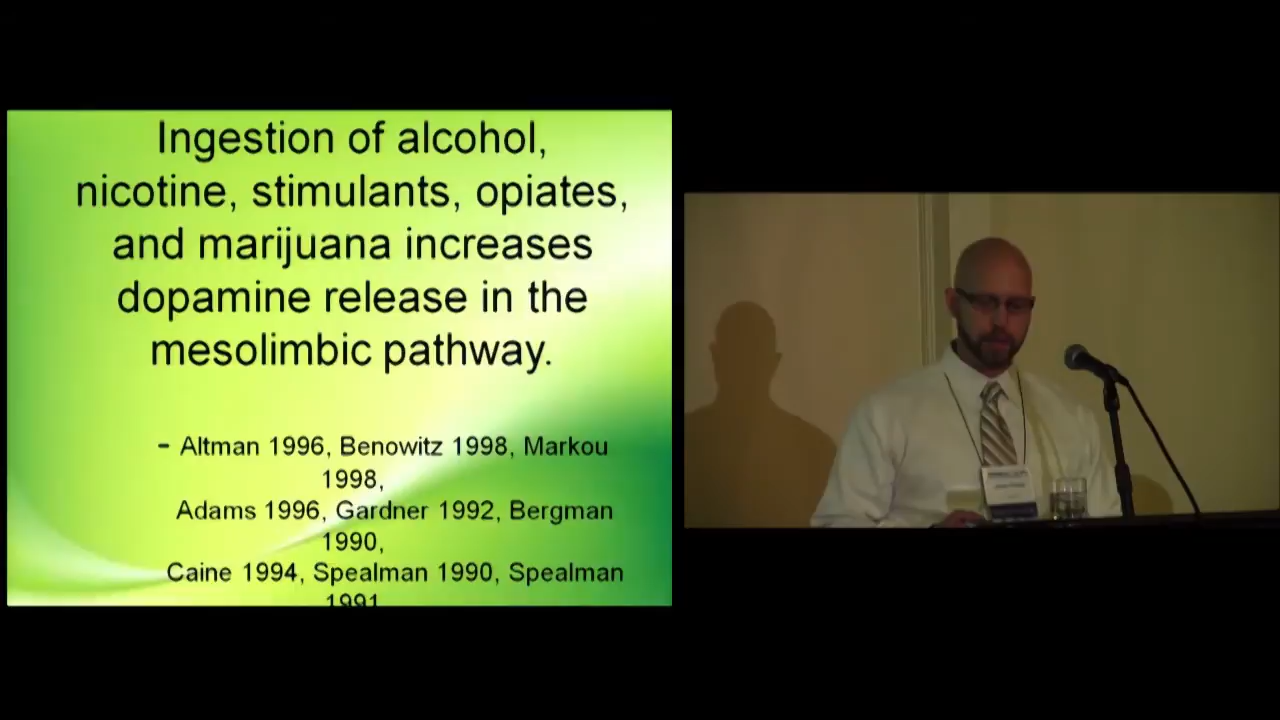 Ingestion of alcohol,
nicotine, stimulants, opiates,
and marijuana increases
dopamine release in the
mesolimbic pathway.
- Altman 1996, Benowitz 1998, Markou
1998,
Adams 1996, Gardner 1992, Bergman
1990,
Caine 1994, Spealman 1990, Spealman
1991